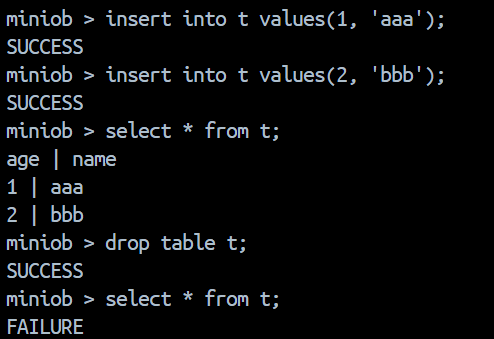 miniob > insert into t values(1, 'aaa');
SUCCESS
miniob > insert into t values(2, 'bbb');
SUCCESS
miniob > select * from t;
age | name
1 | aaa
2 | bbb
miniob > drop table t;
SUCCESS
miniob > select * from t;
FAILURE